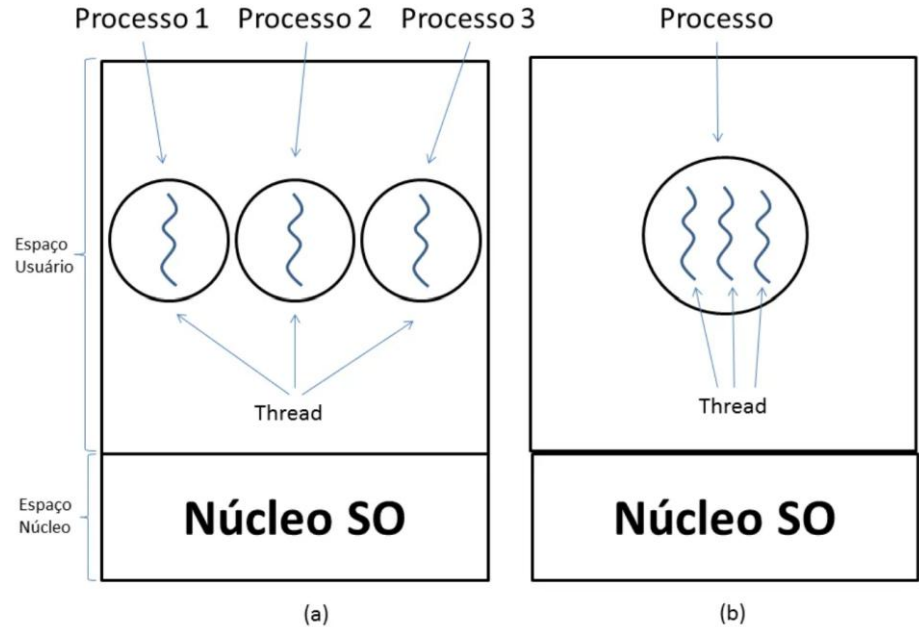 Processo 1
Processo 2
Processo 3
Processo
Espaço
Usuário
Thread
Thread
Espaço
Núcleo
Núcleo SO
Núcleo SO
(a)
(b)